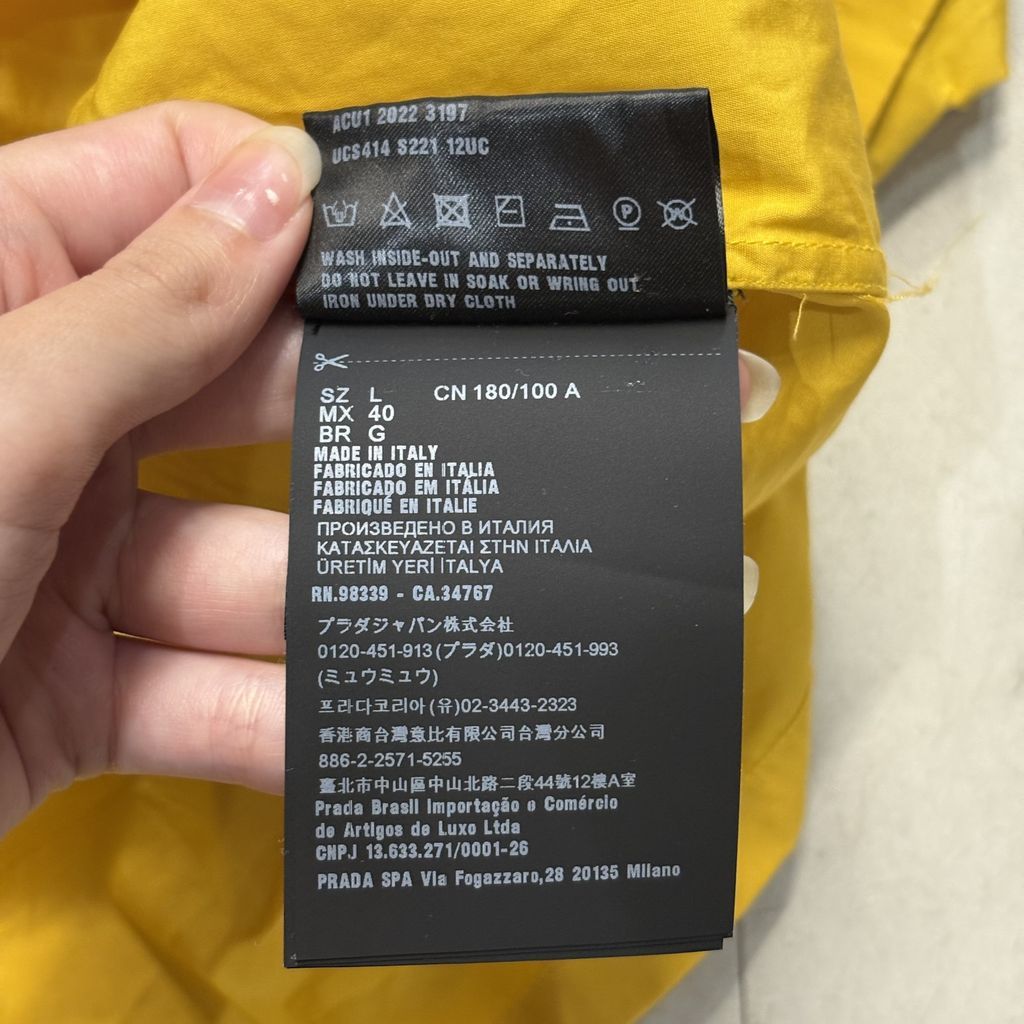 ACU1 2022 3197
UCS414 S221 12UC
P
WASH INSIDE-OUT AND SEPARATELY
DO NOT LEAVE IN SOAK OR WRING OUT
IRON UNDER DRY CLOTH
SZ L CN 180/100 A
MX 40
BR G
MADE IN ITALY
FABRICADO EN ITALIA
FABRICADO EM ITÁLIA
FABRIQUÉ EN ITALIE
ПРОИЗВЕДЕНО В ИТАЛИЯ
ΚΑΤΑΣΚΕΥΑΖΕΤΑΙ ΣΤΗΝ ΙΤΑΛΙΑ
ÜRETİM YERİ İTALYA
RN.98339 - CA.34767
プラダジャパン株式会社
0120-451-913(プラダ)0120-451-993
(ミュウミュウ)
프라다코리아(유)02-3443-2323
香港商台灣意比有限公司台灣分公司
886-2-2571-5255
臺北市中山區中山北路二段44號12樓A室
Prada Brasil Importação e Comércio
de Artigos de Luxo Ltda
CNPJ 13.633.271/0001-26
PRADA SPA Via Fogazzaro,28 20135 Milano